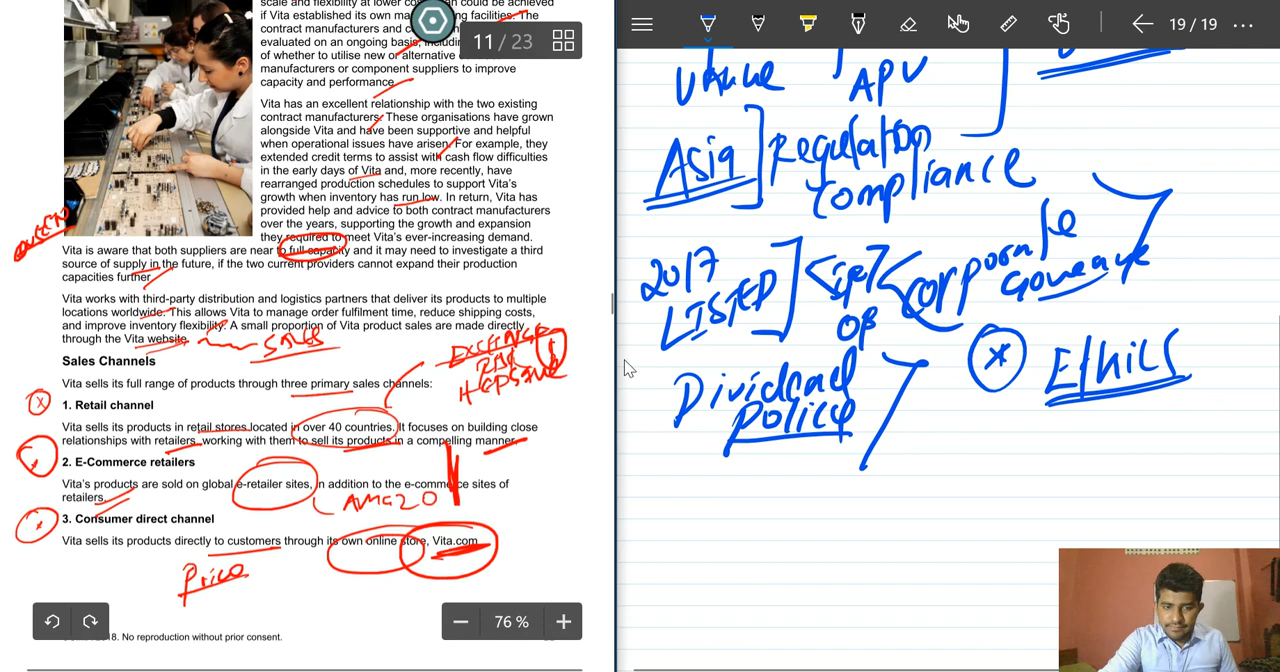 scale and flexibility at lower
could be achieved
if Vita established its own
facilities. The
contract manufacturers and
evaluated on an ongoing basis,
of whether to utilise new or alternative
manufacturers or component suppliers to improve
capacity and performance.
11 / 23
Vita has an excellent relationship with the two existing
contract manufacturers. These organisations have grown
alongside Vita and have been supportive and helpful
when operational issues have arisen. For example, they
extended credit terms to assist with cash flow difficulties
in the early days of Vita and, more recently, have
rearranged production schedules to support Vita's
growth when inventory has run low. In return, Vita has
provided help and advice to both contract manufacturers
over the years, supporting the growth and expansion
they required to meet Vita's ever-increasing demand.
Vita is aware that both suppliers are near to full capacity and it may need to investigate a third
source of supply in the future, if the two current providers cannot expand their production
capacities further.
Vita works with third-party distribution and logistics partners that deliver its products to multiple
locations worldwide. This allows Vita to manage order fulfilment time, reduce shipping costs,
and improve inventory flexibility. A small proportion of Vita product sales are made directly
through the Vita website.
SALES
Sales Channels
EXCHANGE
RISK
Vita sells its full range of products through three primary sales channels:
1. Retail channel
Vita sells its products in retail stores located in over 40 countries. It focuses on building close
relationships with retailers, working with them to sell its products in a compelling manner.
2. E-Commerce retailers
Vita's products are sold on global e-retailer sites, in addition to the e-commerce sites of
retailers.
3. Consumer direct channel
Vita sells its products directly to customers through its own online store, Vita.com
Price
76 %
8. No reproduction without prior consent.
19 / 19
Value
APV
Asia
Regulation
Compliance
2017
LISTED
Corporate
Dividend
Policy
Ethics